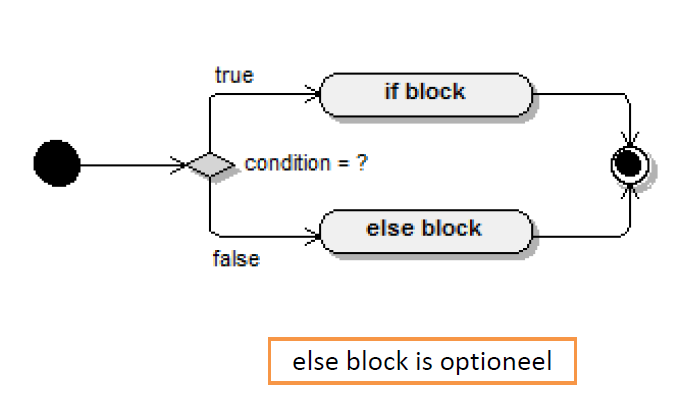 true
if block
condition = ?
else block
false
else block is optioneel